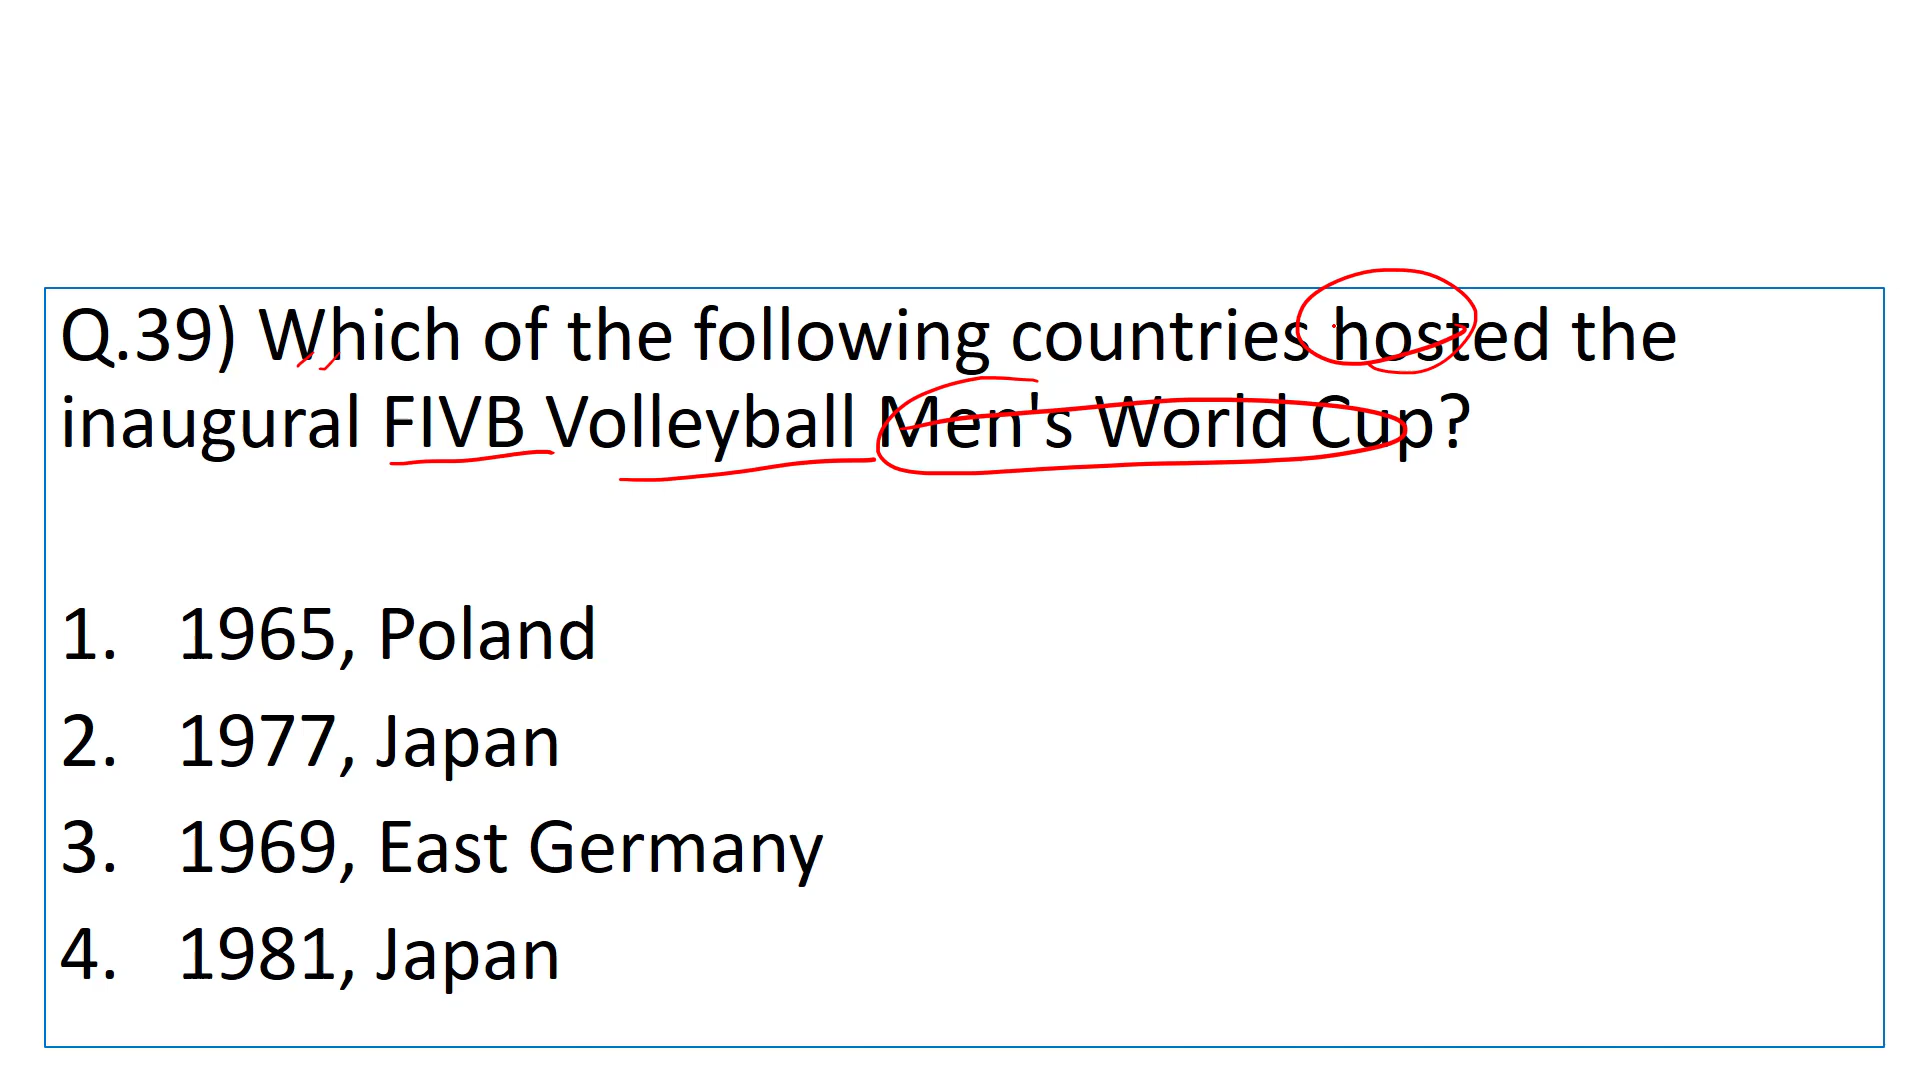 Q.39) Which of the following countries hosted the
inaugural FIVB Volleyball Men's World Cup?
1. 1965, Poland
2. 1977, Japan
3. 1969, East Germany
4. 1981, Japan